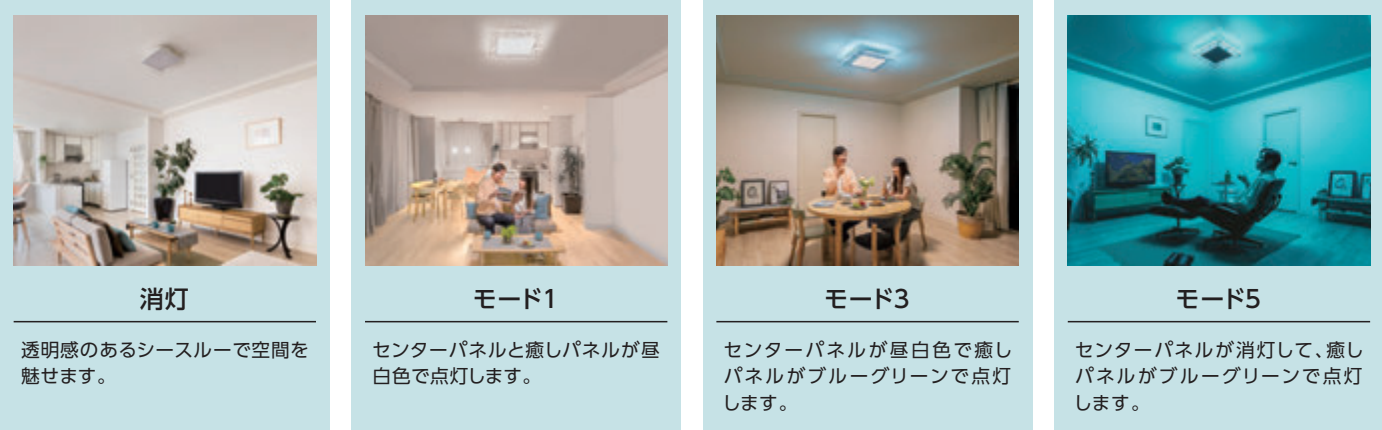 消灯
透明感のあるシースルーで空間を
魅せます。
モード1
センターパネルと癒しパネルが昼
白色で点灯します。
モード3
センターパネルが昼白色で癒し
パネルがブルーグリーンで点灯
します。
モード5
センターパネルが消灯して、癒し
パネルがブルーグリーンで点灯
します。